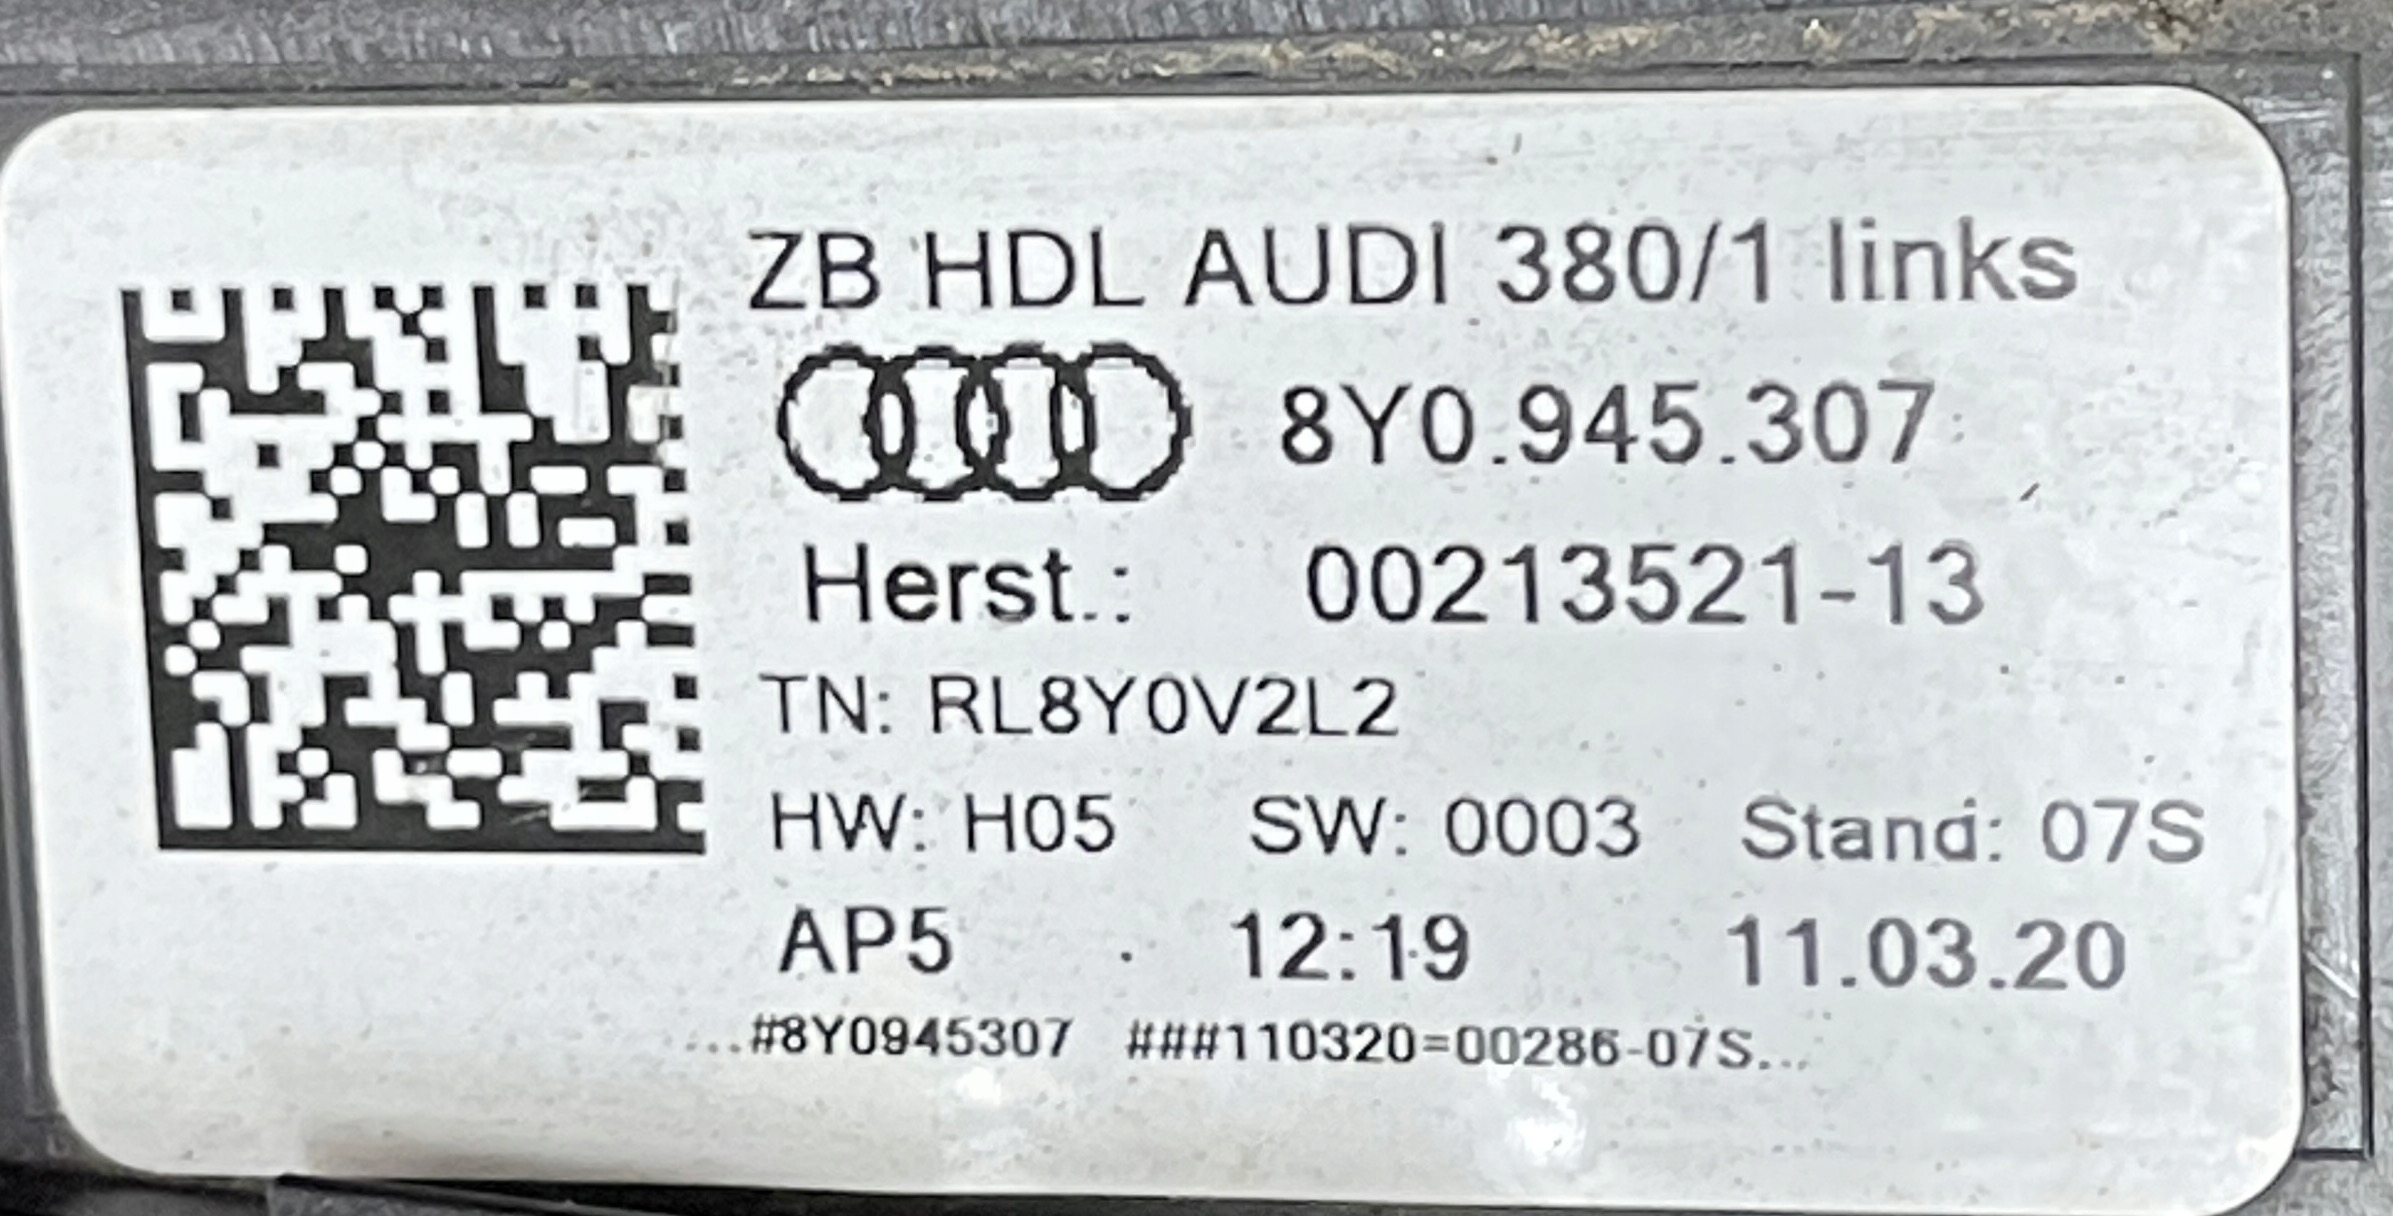 ZB HDL AUDI 380/1 links
8Y0.945.307
Herst.: 00213521-13
TN: RL8Y0V2L2
HW: H05 SW: 0003 Stand: 07S
AP5 12:19 11.03.20
...#8Y0945307 ###110320=00286-07S...